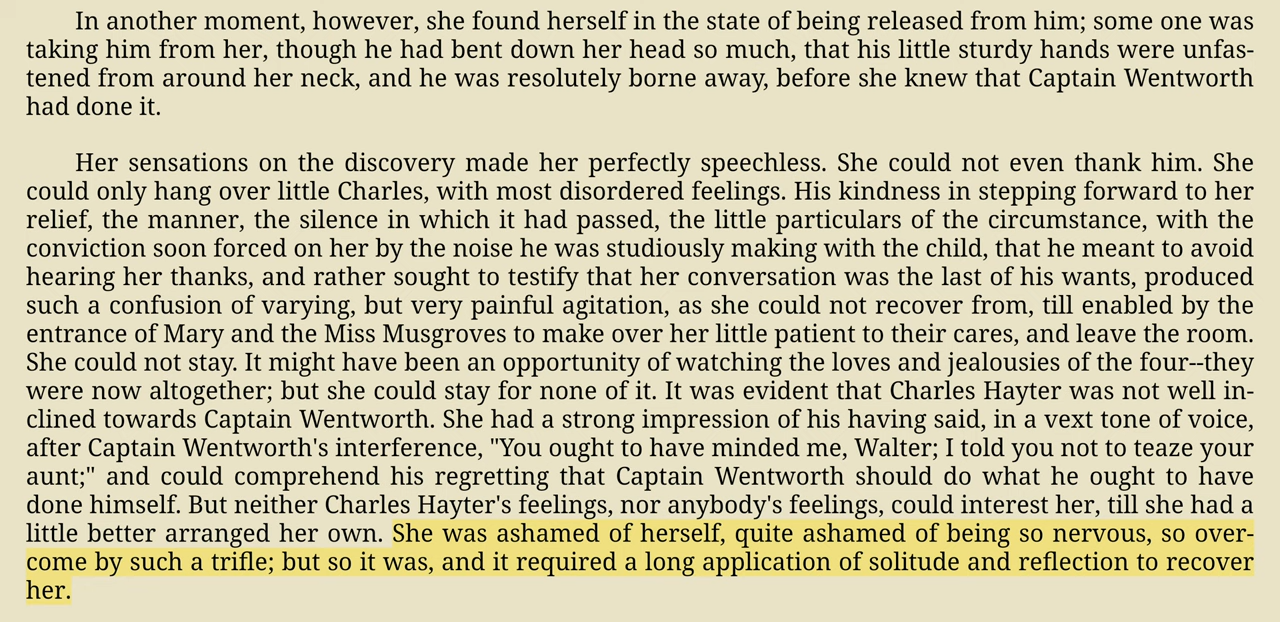 In another moment, however, she found herself in the state of being released from him; some one was
taking him from her, though he had bent down her head so much, that his little sturdy hands were unfas-
tened from around her neck, and he was resolutely borne away, before she knew that Captain Wentworth
had done it.
Her sensations on the discovery made her perfectly speechless. She could not even thank him. She
could only hang over little Charles, with most disordered feelings. His kindness in stepping forward to her
relief, the manner, the silence in which it had passed, the little particulars of the circumstance, with the
conviction soon forced on her by the noise he was studiously making with the child, that he meant to avoid
hearing her thanks, and rather sought to testify that her conversation was the last of his wants, produced
such a confusion of varying, but very painful agitation, as she could not recover from, till enabled by the
entrance of Mary and the Miss Musgroves to make over her little patient to their cares, and leave the room.
She could not stay. It might have been an opportunity of watching the loves and jealousies of the four--they
were now altogether; but she could stay for none of it. It was evident that Charles Hayter was not well in-
clined towards Captain Wentworth. She had a strong impression of his having said, in a vext tone of voice,
after Captain Wentworth's interference, "You ought to have minded me, Walter; I told you not to teaze your
aunt;" and could comprehend his regretting that Captain Wentworth should do what he ought to have
done himself. But neither Charles Hayter's feelings, nor anybody's feelings, could interest her, till she had a
little better arranged her own. She was ashamed of herself, quite ashamed of being so nervous, so over-
come by such a trifle; but so it was, and it required a long application of solitude and reflection to recover
her.